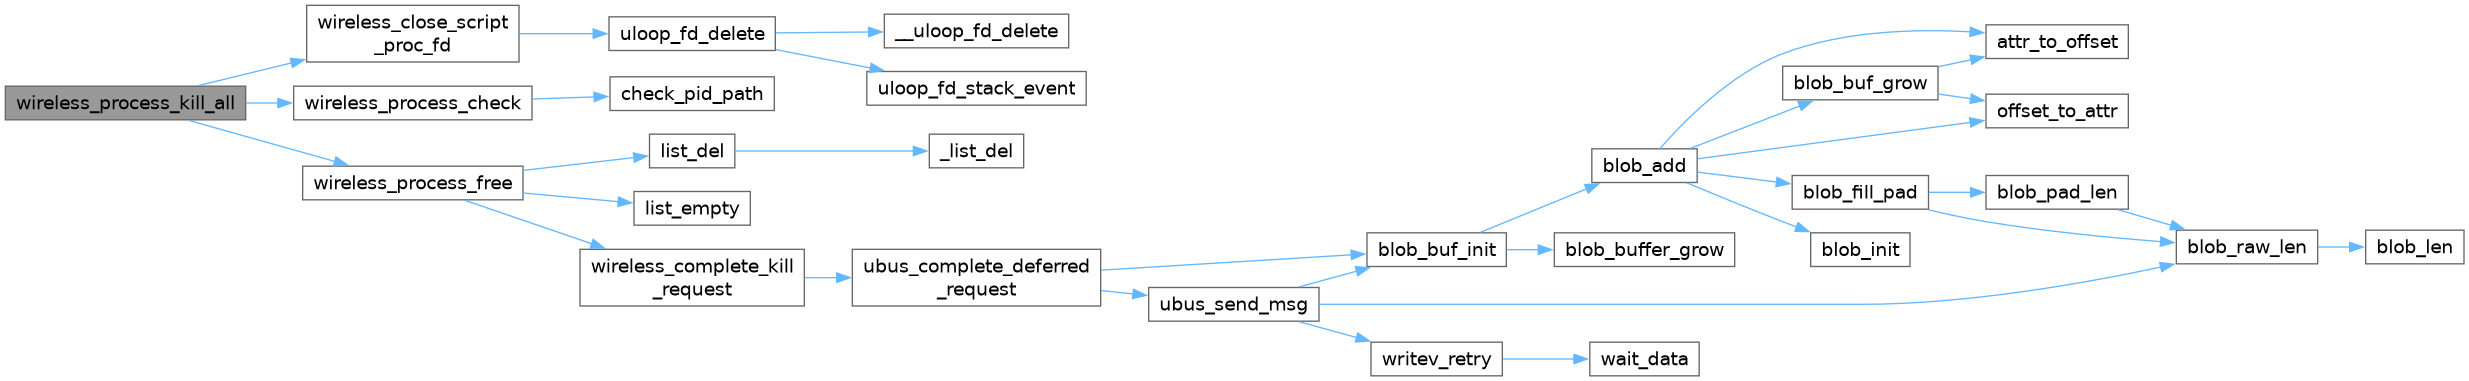 wireless_process_kill_all
wireless_close_script
_proc_fd
uloop_fd_delete
__uloop_fd_delete
uloop_fd_stack_event
wireless_process_check
check_pid_path
wireless_process_free
list_del
_list_del
list_empty
wireless_complete_kill
_request
ubus_complete_deferred
_request
blob_buf_init
blob_add
attr_to_offset
blob_buf_grow
offset_to_attr
blob_fill_pad
blob_pad_len
blob_raw_len
blob_len
blob_init
blob_buffer_grow
ubus_send_msg
writev_retry
wait_data